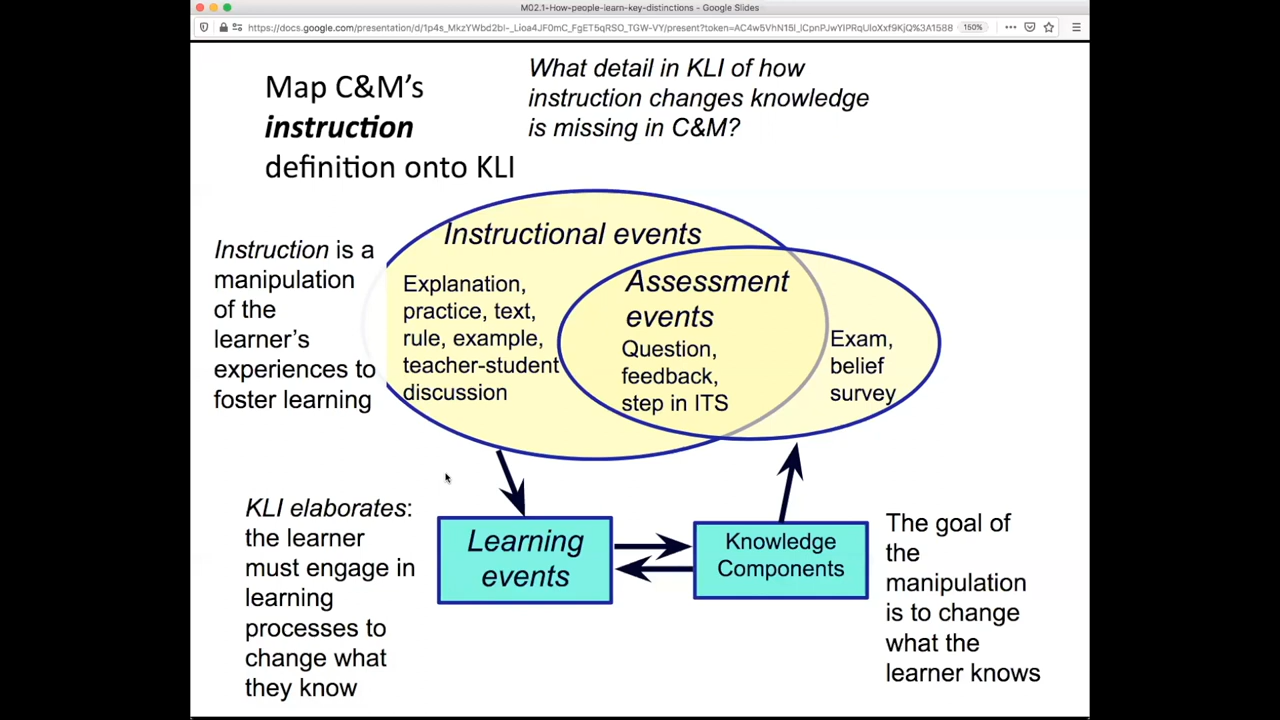 M02.1-How-people-learn-key-distinctions - Google Slides
150%
Map C&M's
instruction
definition onto KLI
What detail in KLI of how
instruction changes knowledge
is missing in C&M?
Instruction is a
manipulation
of the
learner's
experiences to
foster learning
Instructional events
Explanation,
practice, text,
rule, example,
teacher-student
discussion
Assessment
events
Question,
feedback,
step in ITS
Exam,
belief
survey
KLI elaborates:
the learner
must engage in
learning
processes to
change what
they know
Learning
events
Knowledge
Components
The goal of
the
manipulation
is to change
what the
learner knows